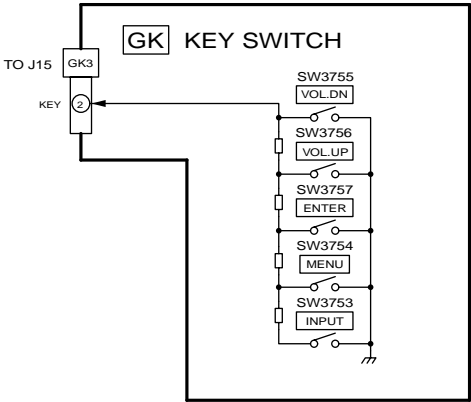 GK KEY SWITCH
TO J15 GK3
KEY 2
SW3755
VOL.DN
SW3756
VOL.UP
SW3757
ENTER
SW3754
MENU
SW3753
INPUT